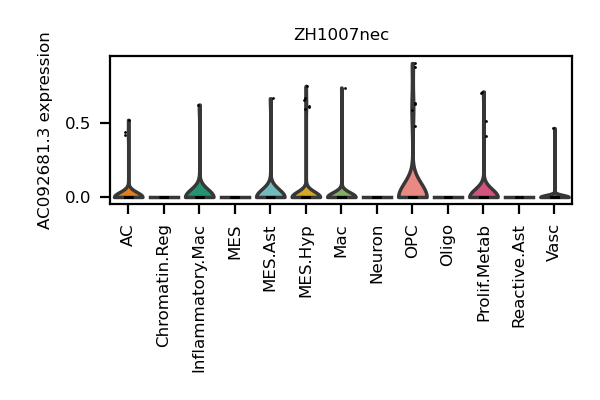 ZH1007nec
AC092681.3 expression
0.5
0.0
AC
Chromatin.Reg
Inflammatory.Mac
MES
MES.Ast
MES.Hyp
Mac
Neuron
OPC
Oligo
Prolif.Metab
Reactive.Ast
Vasc